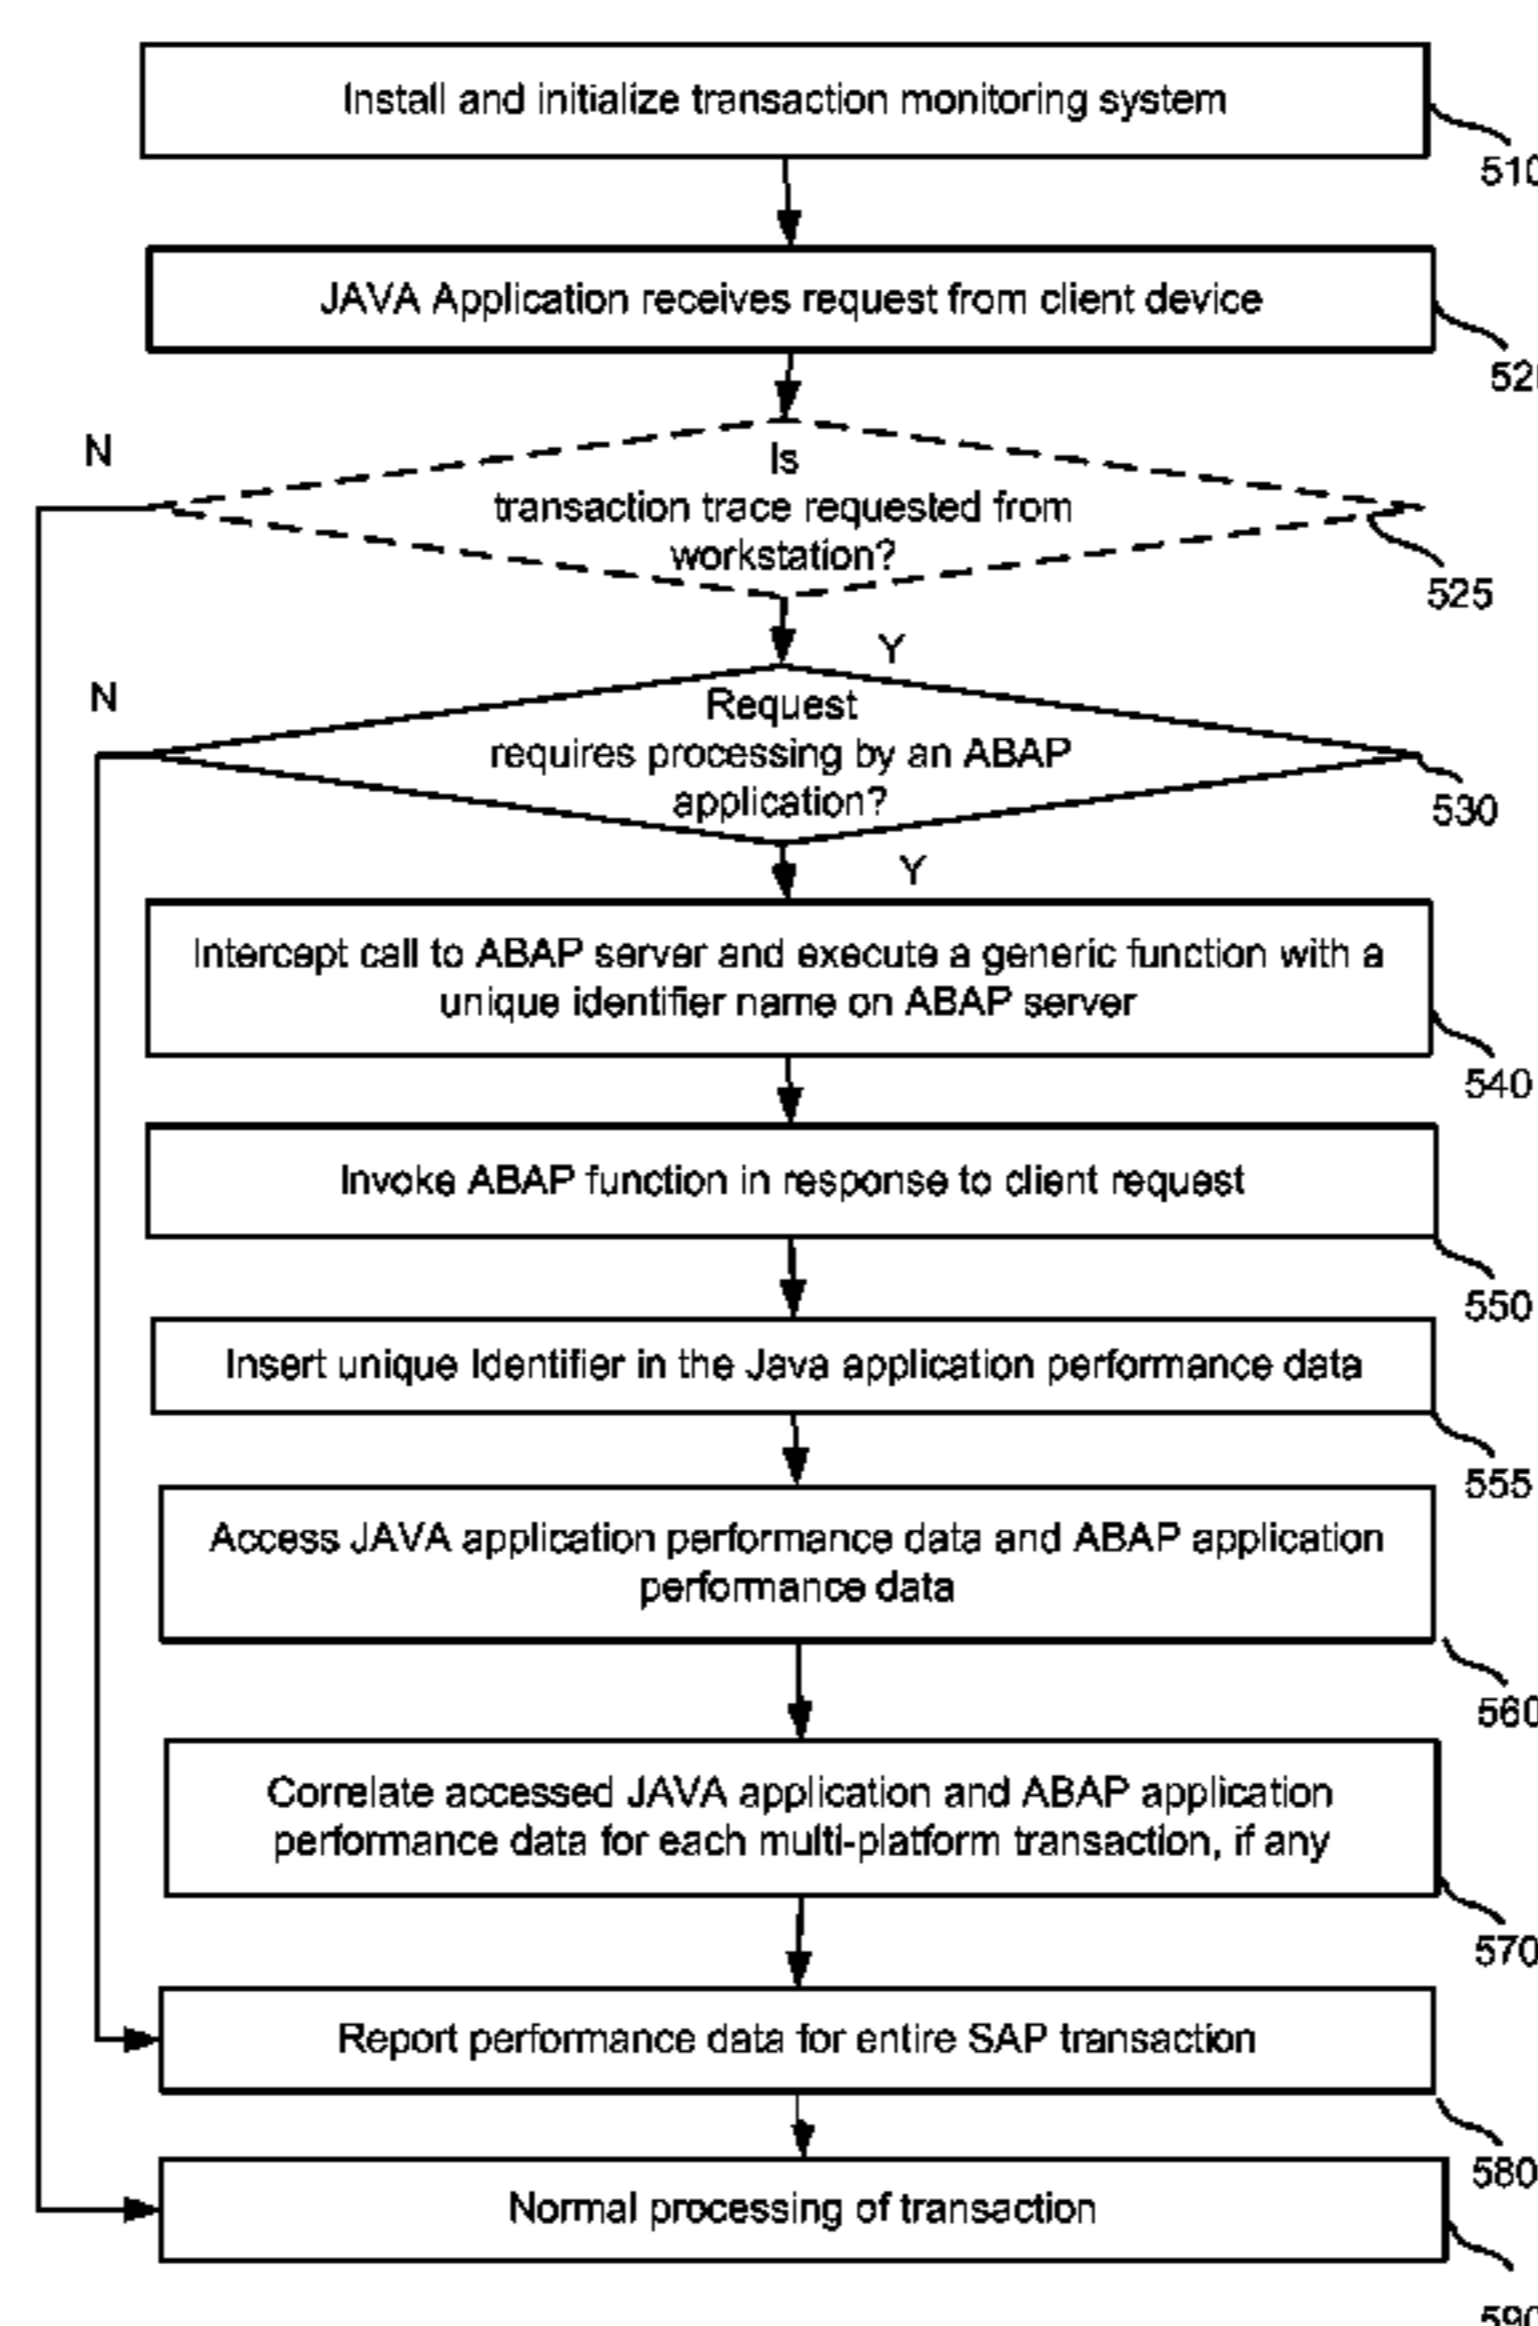 Install and initialize transaction monitoring system
510
JAVA Application receives request from client device
520
N
Is
transaction trace requested from
workstation?
525
Y
N
Request
requires processing by an ABAP
application?
530
Y
Intercept call to ABAP server and execute a generic function with a
unique identifier name on ABAP server
540
Invoke ABAP function in response to client request
550
Insert unique Identifier in the Java application performance data
555
Access JAVA application performance data and ABAP application
performance data
560
Correlate accessed JAVA application and ABAP application
performance data for each multi-platform transaction, if any
570
Report performance data for entire SAP transaction
580
Normal processing of transaction
590